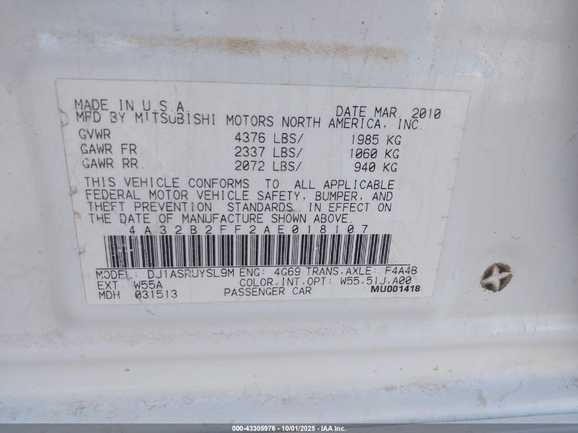 MADE IN U.S.A. DATE MAR. 2010
MFD BY MITSUBISHI MOTORS NORTH AMERICA, INC.
GVWR 4376 LBS/ 1985 KG
GAWR FR. 2337 LBS/ 1060 KG
GAWR RR. 2072 LBS/ 940 KG
THIS VEHICLE CONFORMS TO ALL APPLICABLE
FEDERAL MOTOR VEHICLE SAFETY, BUMPER, AND
THEFT PREVENTION STANDARDS IN EFFECT ON
THE DATE OF MANUFACTURE SHOWN ABOVE.
4A32B2FF2AE018107
MODEL: DJ1ASRUYSL9M ENG: 4G69 TRANS.AXLE: F4A4B
EXT W55A COLOR.INT.OPT: W55.51J.A00
MDH 031513 PASSENGER CAR MU001418
000-43305976 - 10/01/2025 - IAA Inc.